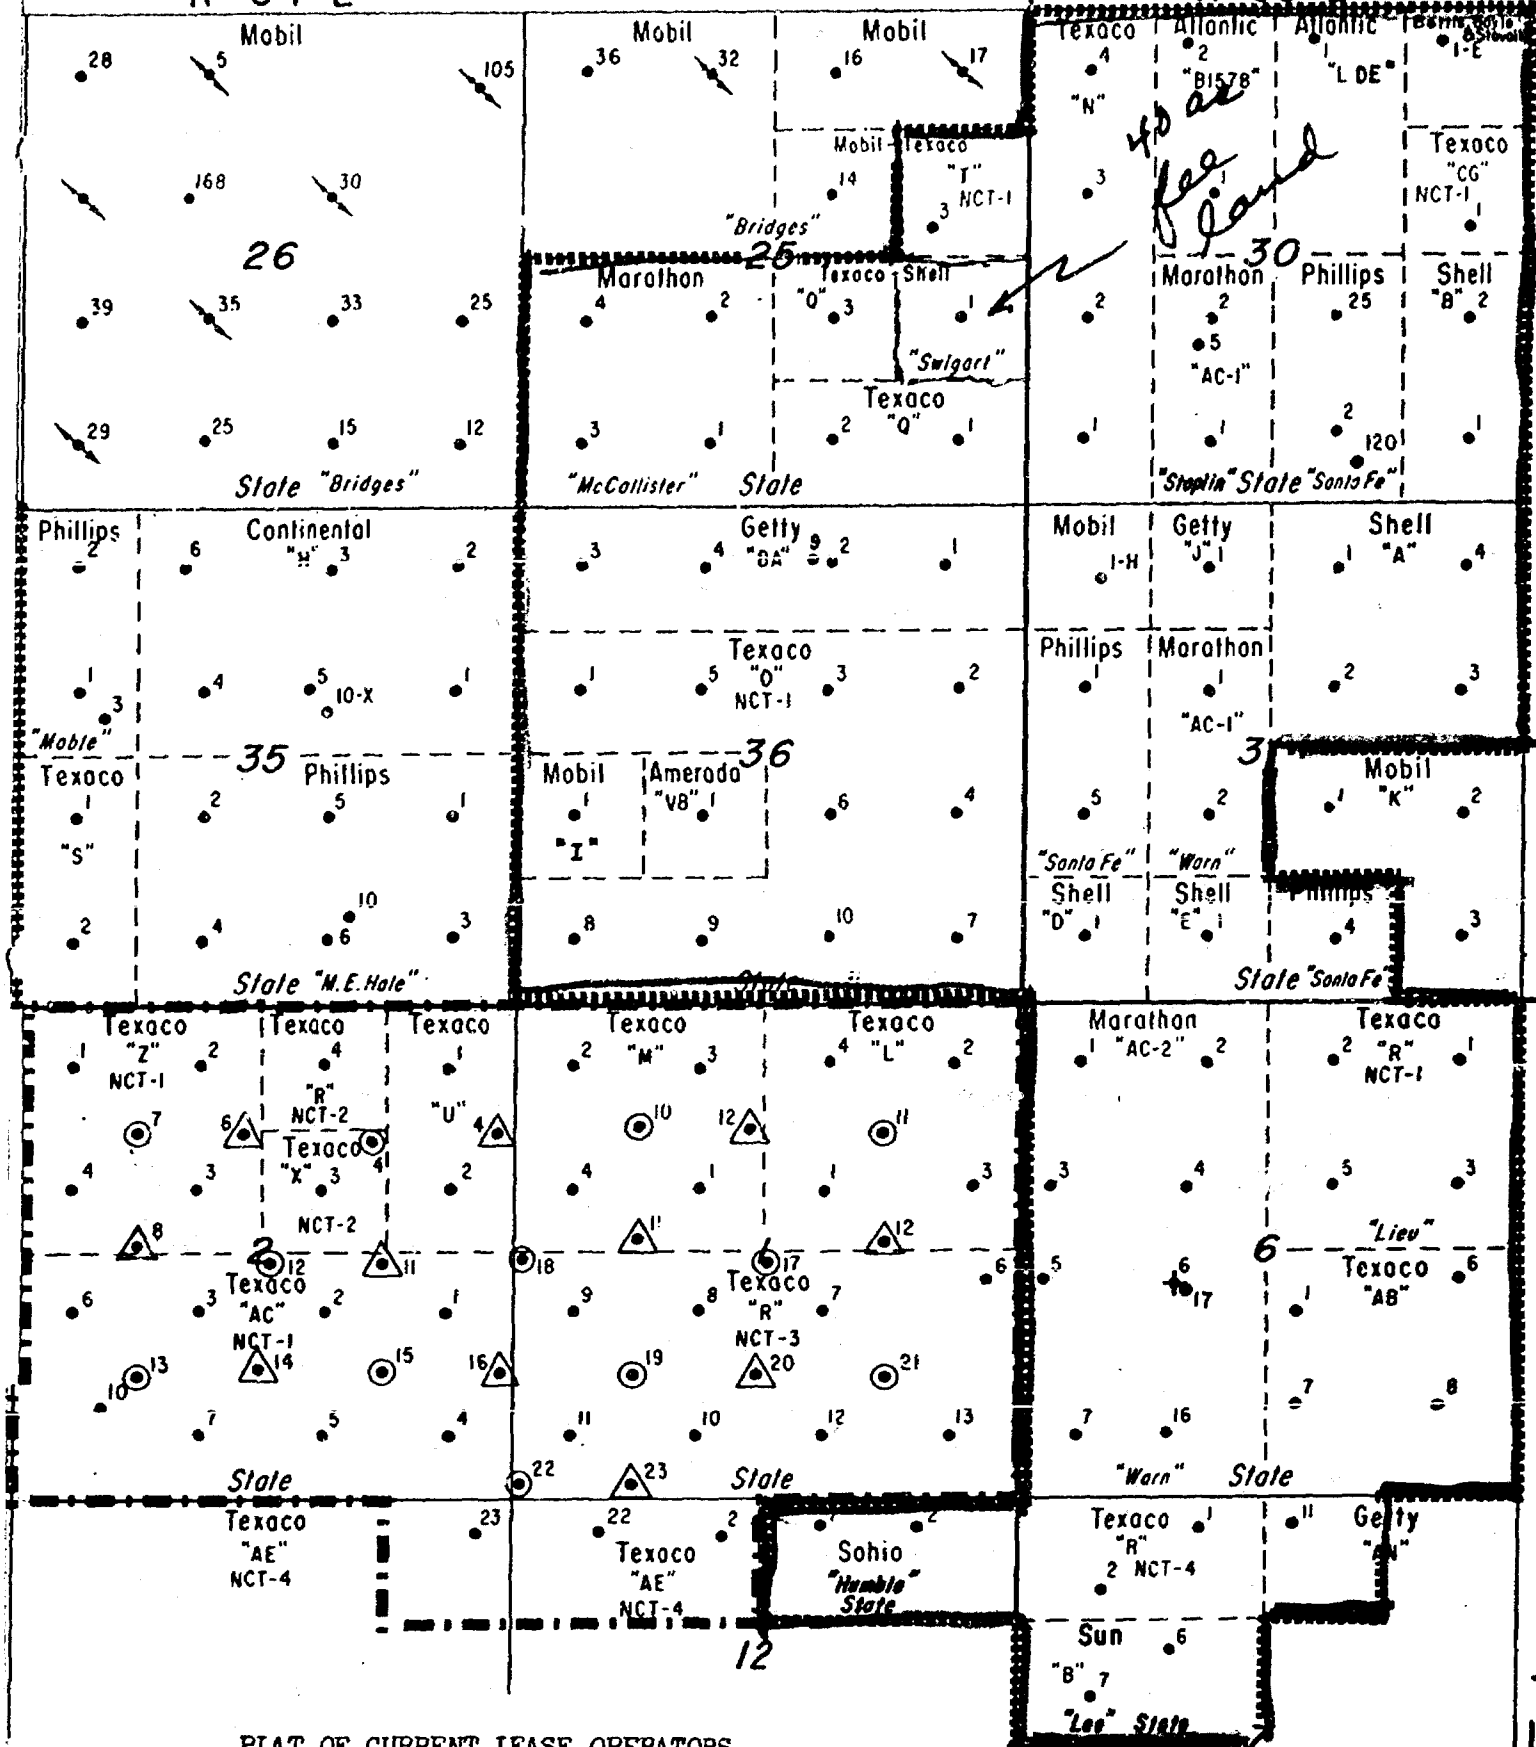 Mobil Mobil Mobil Texaco Atlantic Atlantic
28 5 105 36 32 16 17 4 2 1 1-E
"N" "B1578" "L DE"
40 ac
fee
land
Mobil-Texaco Texaco
168 30 14 "T" NCT-1 3 3 1 "CG" NCT-1 1
"Bridges"
26 25 30
Marathon Texaco Shell Marathon Phillips Shell
39 35 33 25 4 2 "Q" 3 1 2 2 25 "B" 2
5
"Swigart" "AC-1"
Texaco
"Q"
29 25 15 12 3 1 2 1 1 1 2 120 1
State "Bridges" "McCallister" State "Staplin" State "Santa Fe"
Phillips Continental Getty Mobil Getty Shell
2 6 "H" 3 2 3 4 "BA" 9 2 1 1-H "J" 1 1 "A" 4
Texaco Phillips Marathon
1 3 4 5 10-X 1 1 5 "O" 3 2 1 1 2 3
NCT-1 "AC-1"
"Mable"
35 36 3
Texaco Phillips Mobil Amerada Mobil
1 2 5 1 1 "VB" 1 6 4 5 2 1 "K" 2
"S" "I"
"Santa Fe" "Warn"
Shell Shell Phillips
2 4 10 6 3 8 9 10 7 "D" 1 "E" 1 4 3
State "M.E.Hale" State State "Santa Fe"
Texaco Texaco Texaco Texaco Texaco Marathon Texaco
1 "Z" 2 4 1 2 "M" 3 4 "L" 2 1 "AC-2" 2 2 "R" 1
NCT-1 "R" NCT-2 "U" NCT-1
7 6 Texaco 4 4 10 12 11
4 3 "X" 3 2 4 1 1 3 3 4 5 3
NCT-2
8 11 12 "Lieu"
2 6
12 11 18 17
Texaco Texaco Texaco
6 3 "AC" 2 1 9 8 "R" 7 6 5 6 17 1 "AB" 6
NCT-1 NCT-3
13 14 15 16 19 20 21
10 7 8
7 5 4 11 10 12 13 7 16
22 23
State State "Warn" State
Texaco 23 22 2 2 Texaco 1 11 Getty
"AE" Texaco Sohio "R"
NCT-4 "AE" "Humble" 2 NCT-4
NCT-4 State
12
Sun 6
"B" 7
"Lee" State
PLAT OF CURRENT LEASE OPERATORS